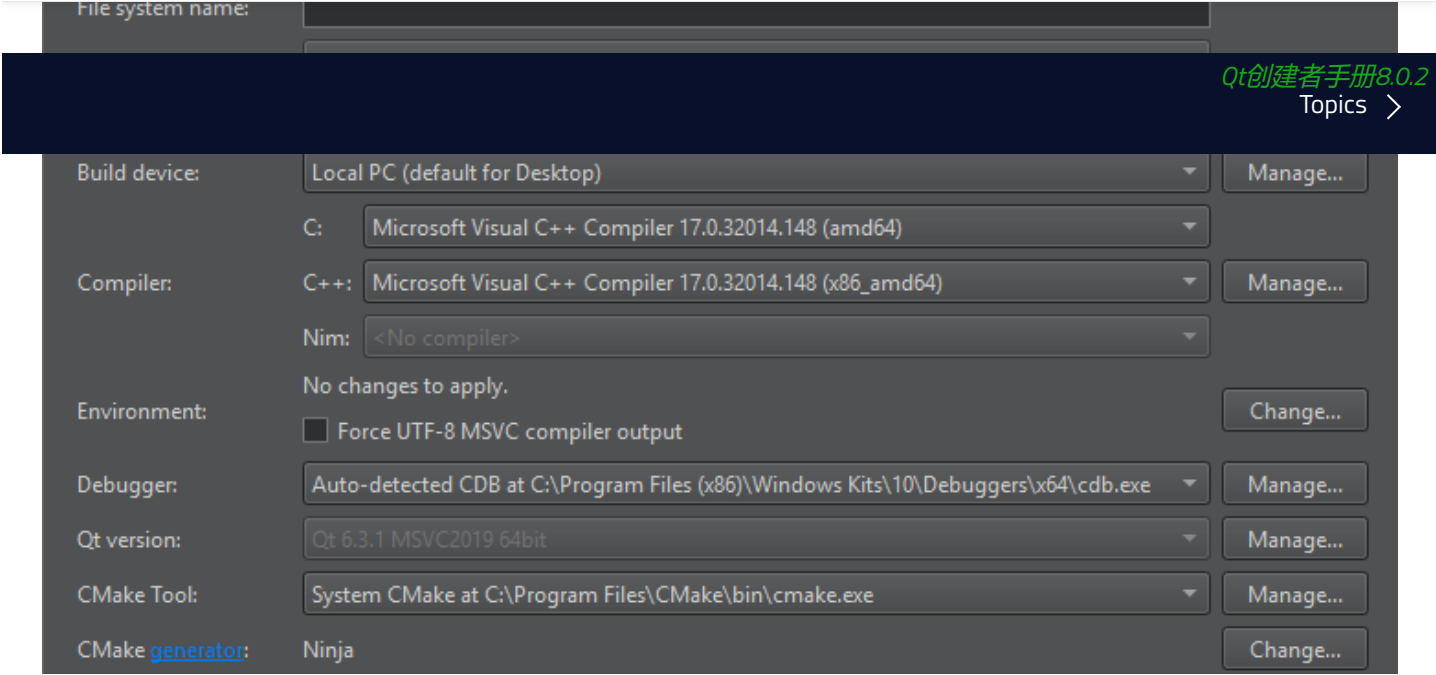 File system name:
Qt创建者手册8.0.2
Topics
Build device: Local PC (default for Desktop) Manage...
C: Microsoft Visual C++ Compiler 17.0.32014.148 (amd64)
Compiler: C++: Microsoft Visual C++ Compiler 17.0.32014.148 (x86_amd64) Manage...
Nim: <No compiler>
No changes to apply.
Environment: Change...
Force UTF-8 MSVC compiler output
Debugger: Auto-detected CDB at C:\Program Files (x86)\Windows Kits\10\Debuggers\x64\cdb.exe Manage...
Qt version: Qt 6.3.1 MSVC2019 64bit Manage...
CMake Tool: System CMake at C:\Program Files\CMake\bin\cmake.exe Manage...
CMake generator: Ninja Change...